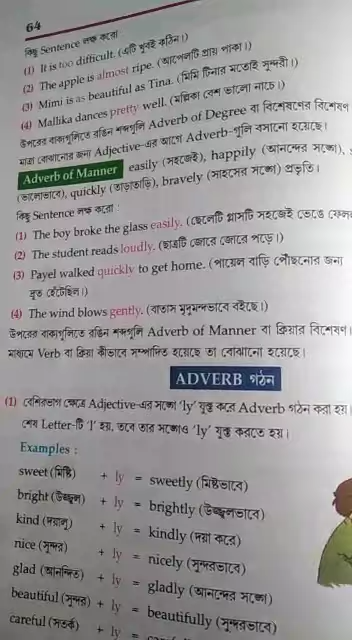 64
কিছু Sentence লক্ষ করো :
(1) It is too difficult. (এটি খুবই কঠিন।)
(2) The apple is almost ripe. (আপেলটি প্রায় পাকা।)
(3) Mimi is as beautiful as Tina. (মিমি টিনার মতোই সুন্দরী।)
(4) Mallika dances pretty well. (মল্লিকা বেশ ভালো নাচে।)
উপরের বাক্যগুলিতে রঙিন শব্দগুলি Adverb of Degree বা বিশেষণের বিশেষণ
মাত্রা বোঝানোর জন্য Adjective-এর আগে Adverb-গুলি বসানো হয়েছে।
Adverb of Manner easily (সহজেই), happily (আনন্দের সঙ্গে),
(ভালোভাবে), quickly (তাড়াতাড়ি), bravely (সাহসের সঙ্গে) প্রভৃতি।
কিছু Sentence লক্ষ করো :
(1) The boy broke the glass easily. (ছেলেটি গ্লাসটি সহজেই ভেঙে ফেলল
(2) The student reads loudly. (ছাত্রটি জোরে জোরে পড়ে।)
(3) Payel walked quickly to get home. (পায়েল বাড়ি পৌঁছানোর জন্য
দ্রুত হেঁটেছিল।)
(4) The wind blows gently. (বাতাস মৃদুমন্দভাবে বইছে।)
উপরের বাক্যগুলিতে রঙিন শব্দগুলি Adverb of Manner বা ক্রিয়ার বিশেষণ।
মাধ্যমে Verb বা ক্রিয়া কীভাবে সম্পাদিত হয়েছে তা বোঝানো হয়েছে।
ADVERB গঠন
(1) বেশিরভাগ ক্ষেত্রে Adjective-এর সঙ্গে 'ly' যুক্ত করে Adverb গঠন করা হয়।
শেষ Letter-টি 'l' হয়, তবে তার সঙ্গেও 'ly' যুক্ত করতে হয়।
Examples :
sweet (মিষ্টি) + ly = sweetly (মিষ্টভাবে)
bright (উজ্জ্বল) + ly = brightly (উজ্জ্বলভাবে)
kind (দয়ালু) + ly = kindly (দয়া করে)
nice (সুন্দর) + ly = nicely (সুন্দরভাবে)
glad (আনন্দিত) + ly = gladly (আনন্দের সঙ্গে)
beautiful (সুন্দর) + ly = beautifully (সুন্দরভাবে)
careful (সতর্ক) + ly =